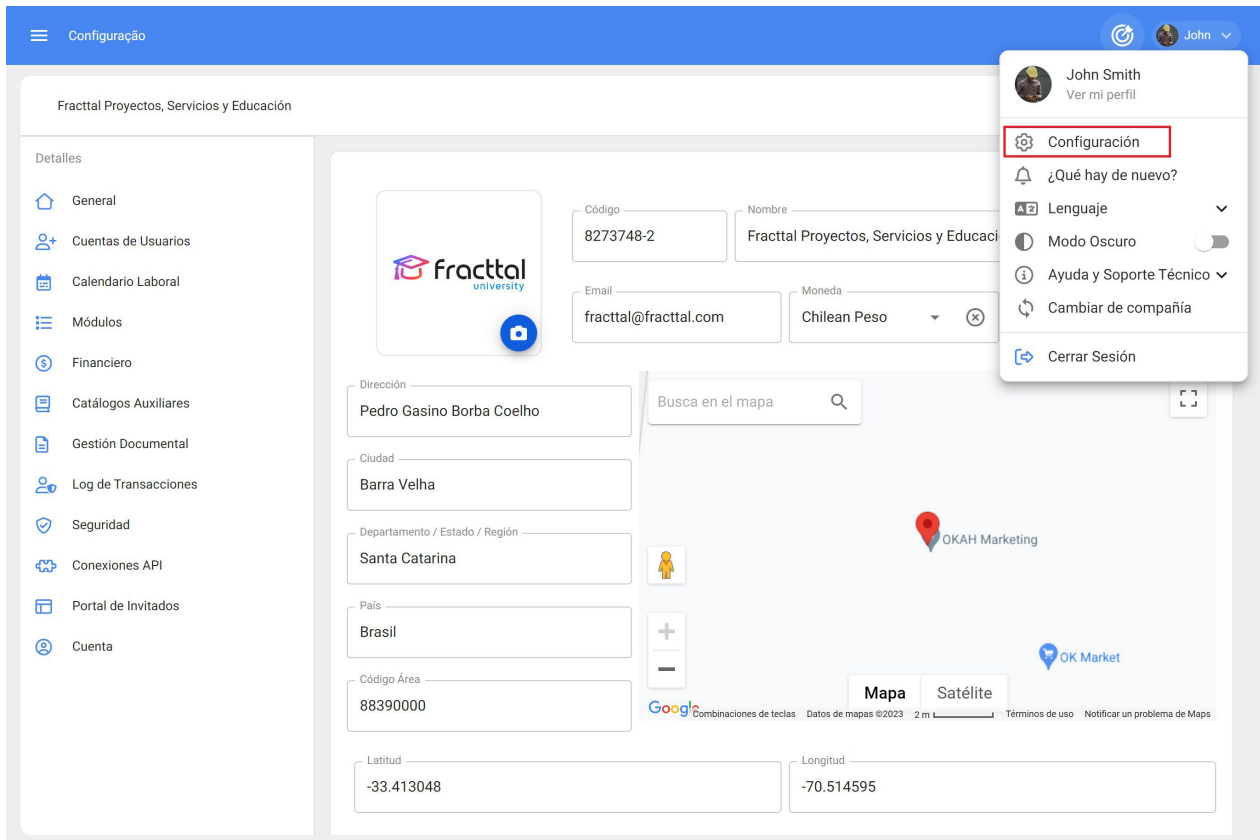 Configuração
John
John Smith
Ver mi perfil
Configuración
¿Qué hay de nuevo?
Lenguaje
Modo Oscuro
Ayuda y Soporte Técnico
Cambiar de compañía
Cerrar Sesión
Fracttal Proyectos, Servicios y Educación
Detalles
General
Cuentas de Usuarios
Calendario Laboral
Módulos
Financiero
Catálogos Auxiliares
Gestión Documental
Log de Transacciones
Seguridad
Conexiones API
Portal de Invitados
Cuenta
fracttal
university
Código
8273748-2
Nombre
Fracttal Proyectos, Servicios y Educaci
Email
fracttal@fracttal.com
Moneda
Chilean Peso
Dirección
Pedro Gasino Borba Coelho
Ciudad
Barra Velha
Departamento / Estado / Región
Santa Catarina
País
Brasil
Código Área
88390000
Busca en el mapa
OKAH Marketing
OK Market
Mapa Satélite
Google
Combinaciones de teclas Datos de mapas ©2023 2 m Términos de uso Notificar un problema de Maps
Latitud
-33.413048
Longitud
-70.514595